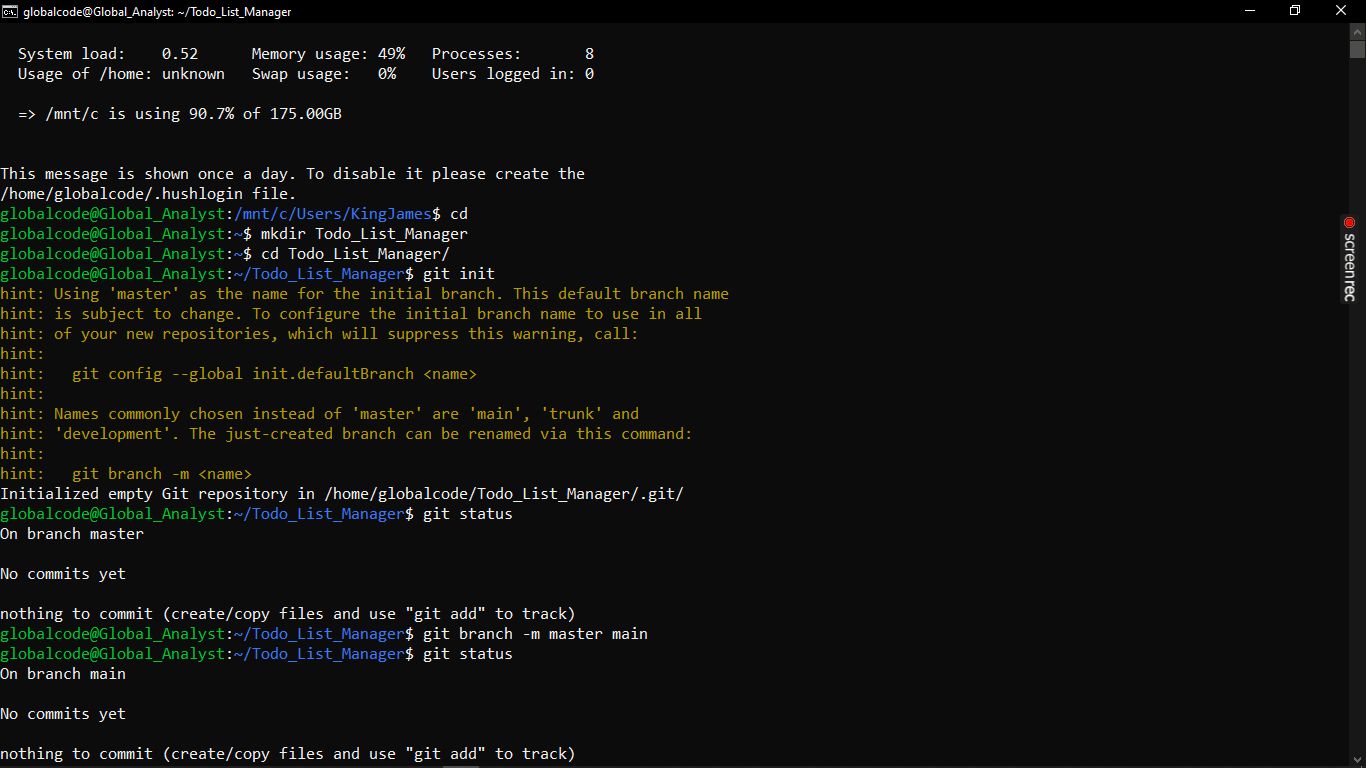 globalcode@Global_Analyst: ~/Todo_List_Manager
System load:    0.52      Memory usage: 49%   Processes:       8
Usage of /home: unknown   Swap usage:   0%    Users logged in: 0
=> /mnt/c is using 90.7% of 175.00GB
This message is shown once a day. To disable it please create the
/home/globalcode/.hushlogin file.
globalcode@Global_Analyst:/mnt/c/Users/KingJames$ cd
globalcode@Global_Analyst:~$ mkdir Todo_List_Manager
globalcode@Global_Analyst:~$ cd Todo_List_Manager/
globalcode@Global_Analyst:~/Todo_List_Manager$ git init
hint: Using 'master' as the name for the initial branch. This default branch name
hint: is subject to change. To configure the initial branch name to use in all
hint: of your new repositories, which will suppress this warning, call:
hint:
hint:   git config --global init.defaultBranch <name>
hint:
hint: Names commonly chosen instead of 'master' are 'main', 'trunk' and
hint: 'development'. The just-created branch can be renamed via this command:
hint:
hint:   git branch -m <name>
Initialized empty Git repository in /home/globalcode/Todo_List_Manager/.git/
globalcode@Global_Analyst:~/Todo_List_Manager$ git status
On branch master
No commits yet
nothing to commit (create/copy files and use "git add" to track)
globalcode@Global_Analyst:~/Todo_List_Manager$ git branch -m master main
globalcode@Global_Analyst:~/Todo_List_Manager$ git status
On branch main
No commits yet
nothing to commit (create/copy files and use "git add" to track)
screenrec